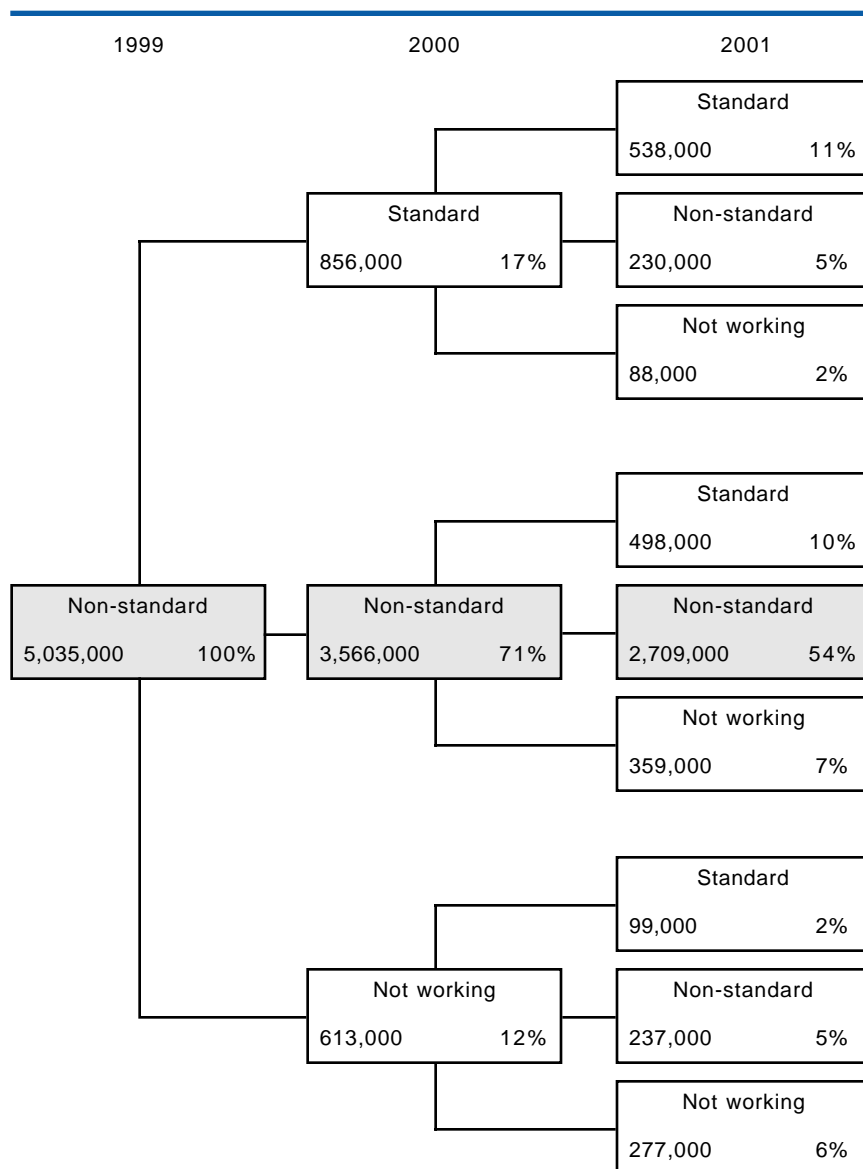 1999 2000 2001
Standard
538,000 11%
Standard
856,000 17%
Non-standard
230,000 5%
Not working
88,000 2%
Standard
498,000 10%
Non-standard
5,035,000 100%
Non-standard
3,566,000 71%
Non-standard
2,709,000 54%
Not working
359,000 7%
Standard
99,000 2%
Not working
613,000 12%
Non-standard
237,000 5%
Not working
277,000 6%